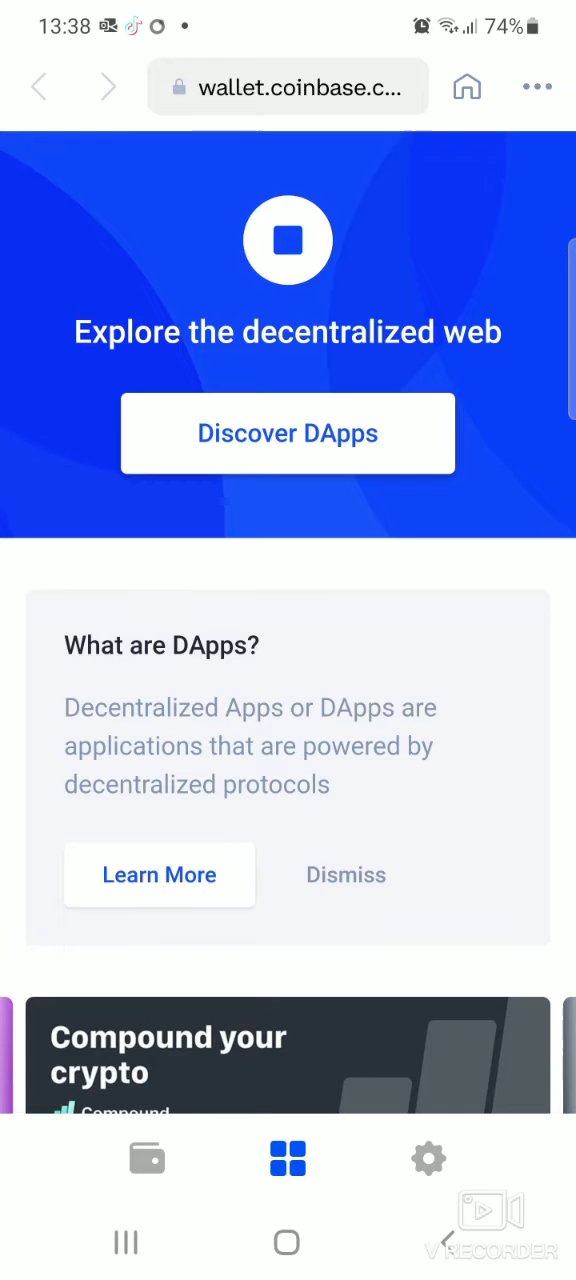 13:38
74%
wallet.coinbase.c...
Explore the decentralized web
Discover DApps
What are DApps?
Decentralized Apps or DApps are
applications that are powered by
decentralized protocols
Learn More
Dismiss
Compound your
crypto
Compound
V RECORDER